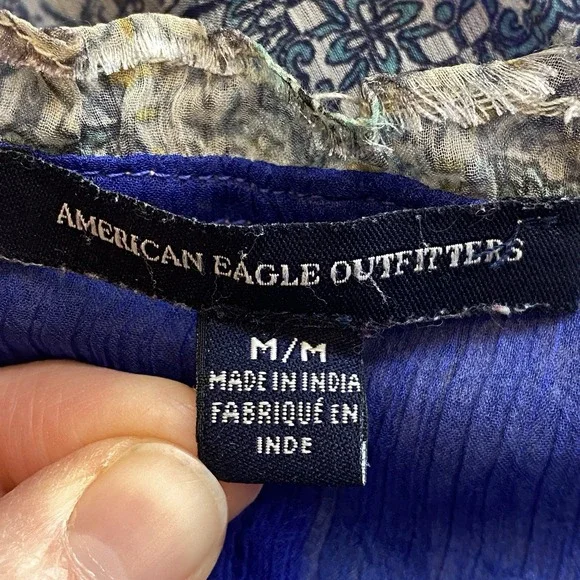 AMERICAN EAGLE OUTFITTERS
M/M
MADE IN INDIA
FABRIQUÉ EN
INDE